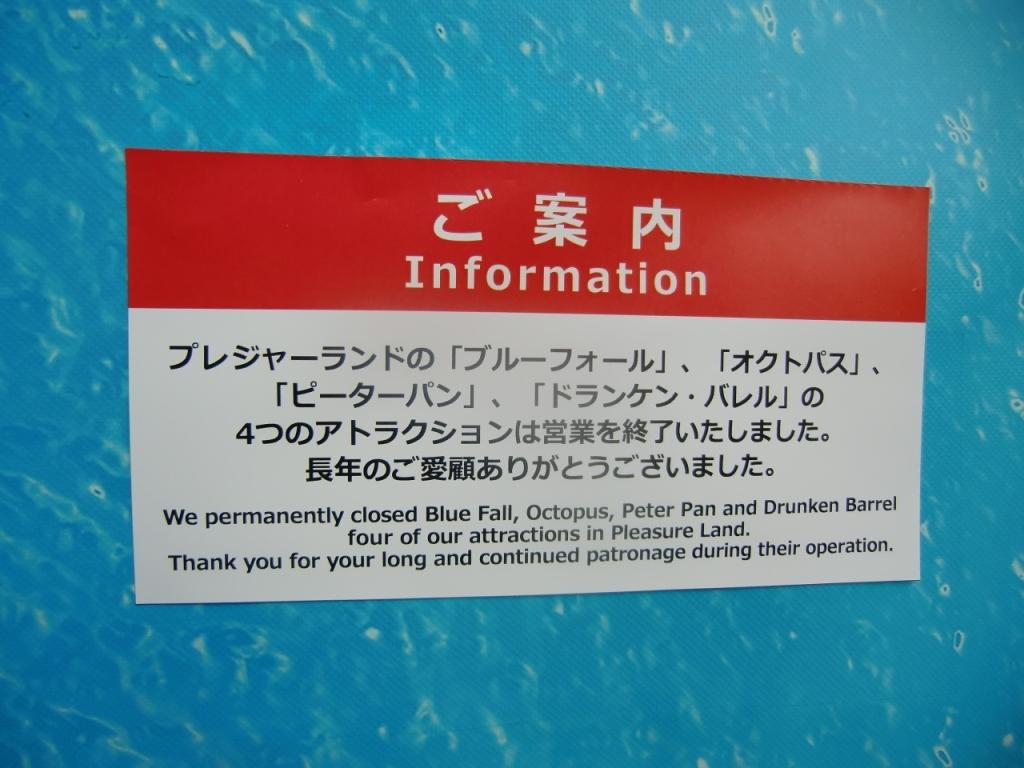 ご案内
Information
プレジャーランドの「ブルーフォール」、「オクトパス」、
「ピーターパン」、「ドランケン・バレル」の
4つのアトラクションは営業を終了いたしました。
長年のご愛顧ありがとうございました。
We permanently closed Blue Fall, Octopus, Peter Pan and Drunken Barrel
four of our attractions in Pleasure Land.
Thank you for your long and continued patronage during their operation.